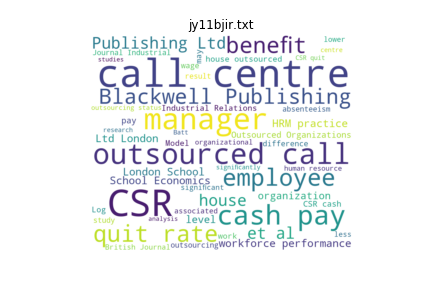 jy11bjir.txt
Publishing Ltd
benefit
lower
Journal Industrial
may
house outsourced
CSR quit
centre
studies
wage
call centre
result
Blackwell Publishing
outsourcing status
Industrial Relations
absenteeism
pay
manager
HRM practice
research
Batt
Outsourced Organizations
Ltd London
Model
organizational
difference
outsourced call
London School
significantly
human resource
School Economics
significant
employee
CSR
house
organization
CSR cash
Log
associated
level
cash pay
study
analysis
quit rate
work
et al
less
British Journal
outsourcing
workforce performance